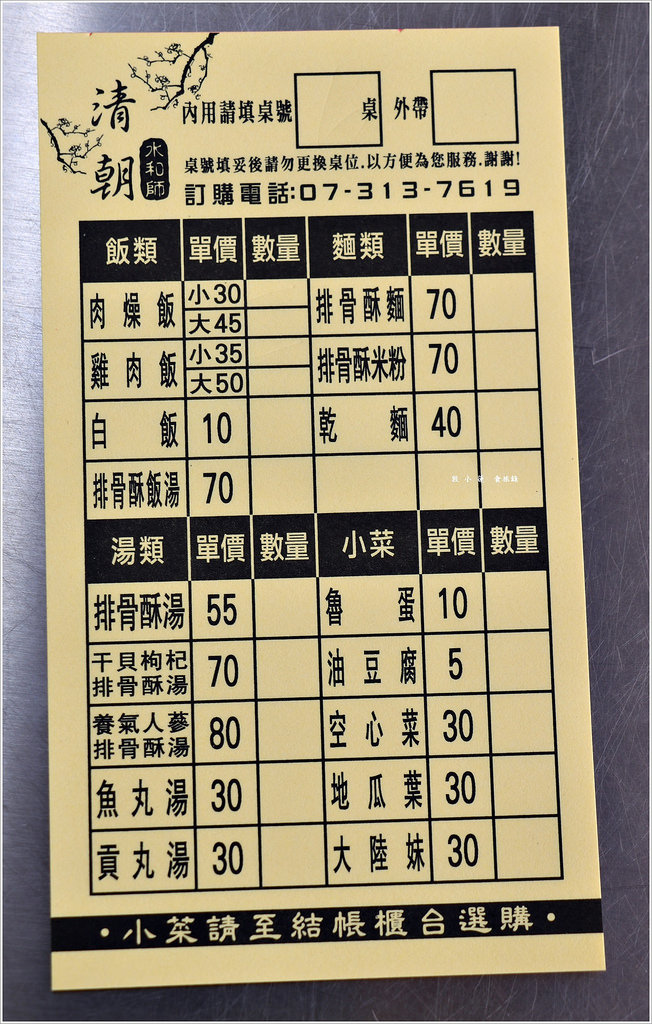 清朝
水和師
內用請填桌號 桌 外帶
桌號填妥後請勿更換桌位.以方便為您服務.謝謝!
訂購電話:07-313-7619
飯類 單價 數量 麵類 單價 數量
肉燥飯 小30 大45 排骨酥麵 70
雞肉飯 小35 大50 排骨酥米粉 70
白飯 10 乾麵 40
排骨酥飯湯 70
湯類 單價 數量 小菜 單價 數量
排骨酥湯 55 魯蛋 10
干貝枸杞排骨酥湯 70 油豆腐 5
養氣人蔘排骨酥湯 80 空心菜 30
魚丸湯 30 地瓜葉 30
貢丸湯 30 大陸妹 30
•小菜請至結帳櫃台選購•